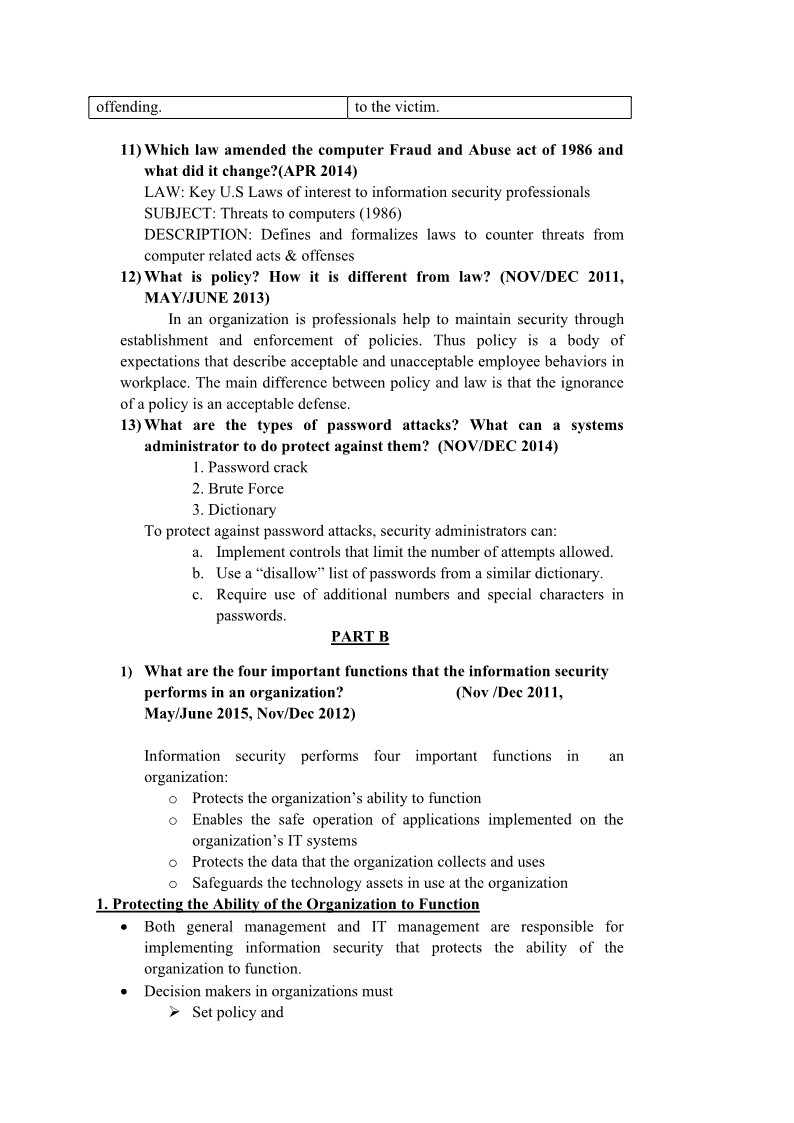 offending. to the victim.
11) Which law amended the computer Fraud and Abuse act of 1986 and
what did it change?(APR 2014)
LAW: Key U.S Laws of interest to information security professionals
SUBJECT: Threats to computers (1986)
DESCRIPTION: Defines and formalizes laws to counter threats from
computer related acts & offenses
12) What is policy? How it is different from law? (NOV/DEC 2011,
MAY/JUNE 2013)
In an organization is professionals help to maintain security through
establishment and enforcement of policies. Thus policy is a body of
expectations that describe acceptable and unacceptable employee behaviors in
workplace. The main difference between policy and law is that the ignorance
of a policy is an acceptable defense.
13) What are the types of password attacks? What can a systems
administrator to do protect against them? (NOV/DEC 2014)
1. Password crack
2. Brute Force
3. Dictionary
To protect against password attacks, security administrators can:
a. Implement controls that limit the number of attempts allowed.
b. Use a “disallow” list of passwords from a similar dictionary.
c. Require use of additional numbers and special characters in
passwords.
PART B
1) What are the four important functions that the information security
performs in an organization? (Nov /Dec 2011,
May/June 2015, Nov/Dec 2012)
Information security performs four important functions in an
organization:
o Protects the organization’s ability to function
o Enables the safe operation of applications implemented on the
organization’s IT systems
o Protects the data that the organization collects and uses
o Safeguards the technology assets in use at the organization
1. Protecting the Ability of the Organization to Function
• Both general management and IT management are responsible for
implementing information security that protects the ability of the
organization to function.
• Decision makers in organizations must
➢ Set policy and